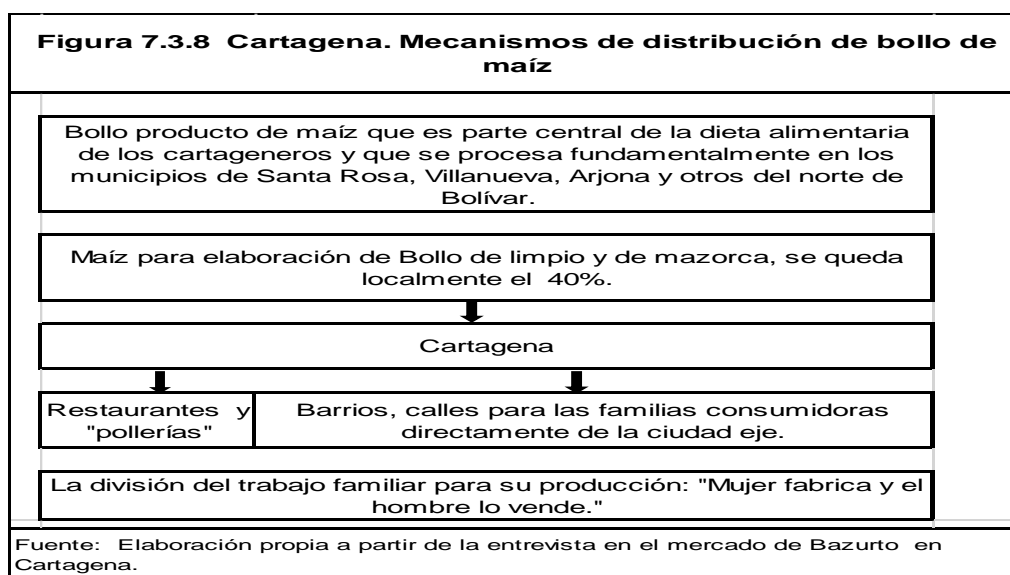 Figura 7.3.8 Cartagena. Mecanismos de distribución de bollo de
maíz
Bollo producto de maíz que es parte central de la dieta alimentaria
de los cartageneros y que se procesa fundamentalmente en los
municipios de Santa Rosa, Villanueva, Arjona y otros del norte de
Bolívar.
Maíz para elaboración de Bollo de limpio y de mazorca, se queda
localmente el 40%.
Cartagena
Restaurantes y
"pollerías"
Barrios, calles para las familias consumidoras
directamente de la ciudad eje.
La división del trabajo familiar para su producción: "Mujer fabrica y el
hombre lo vende."
Fuente: Elaboración propia a partir de la entrevista en el mercado de Bazurto en
Cartagena.